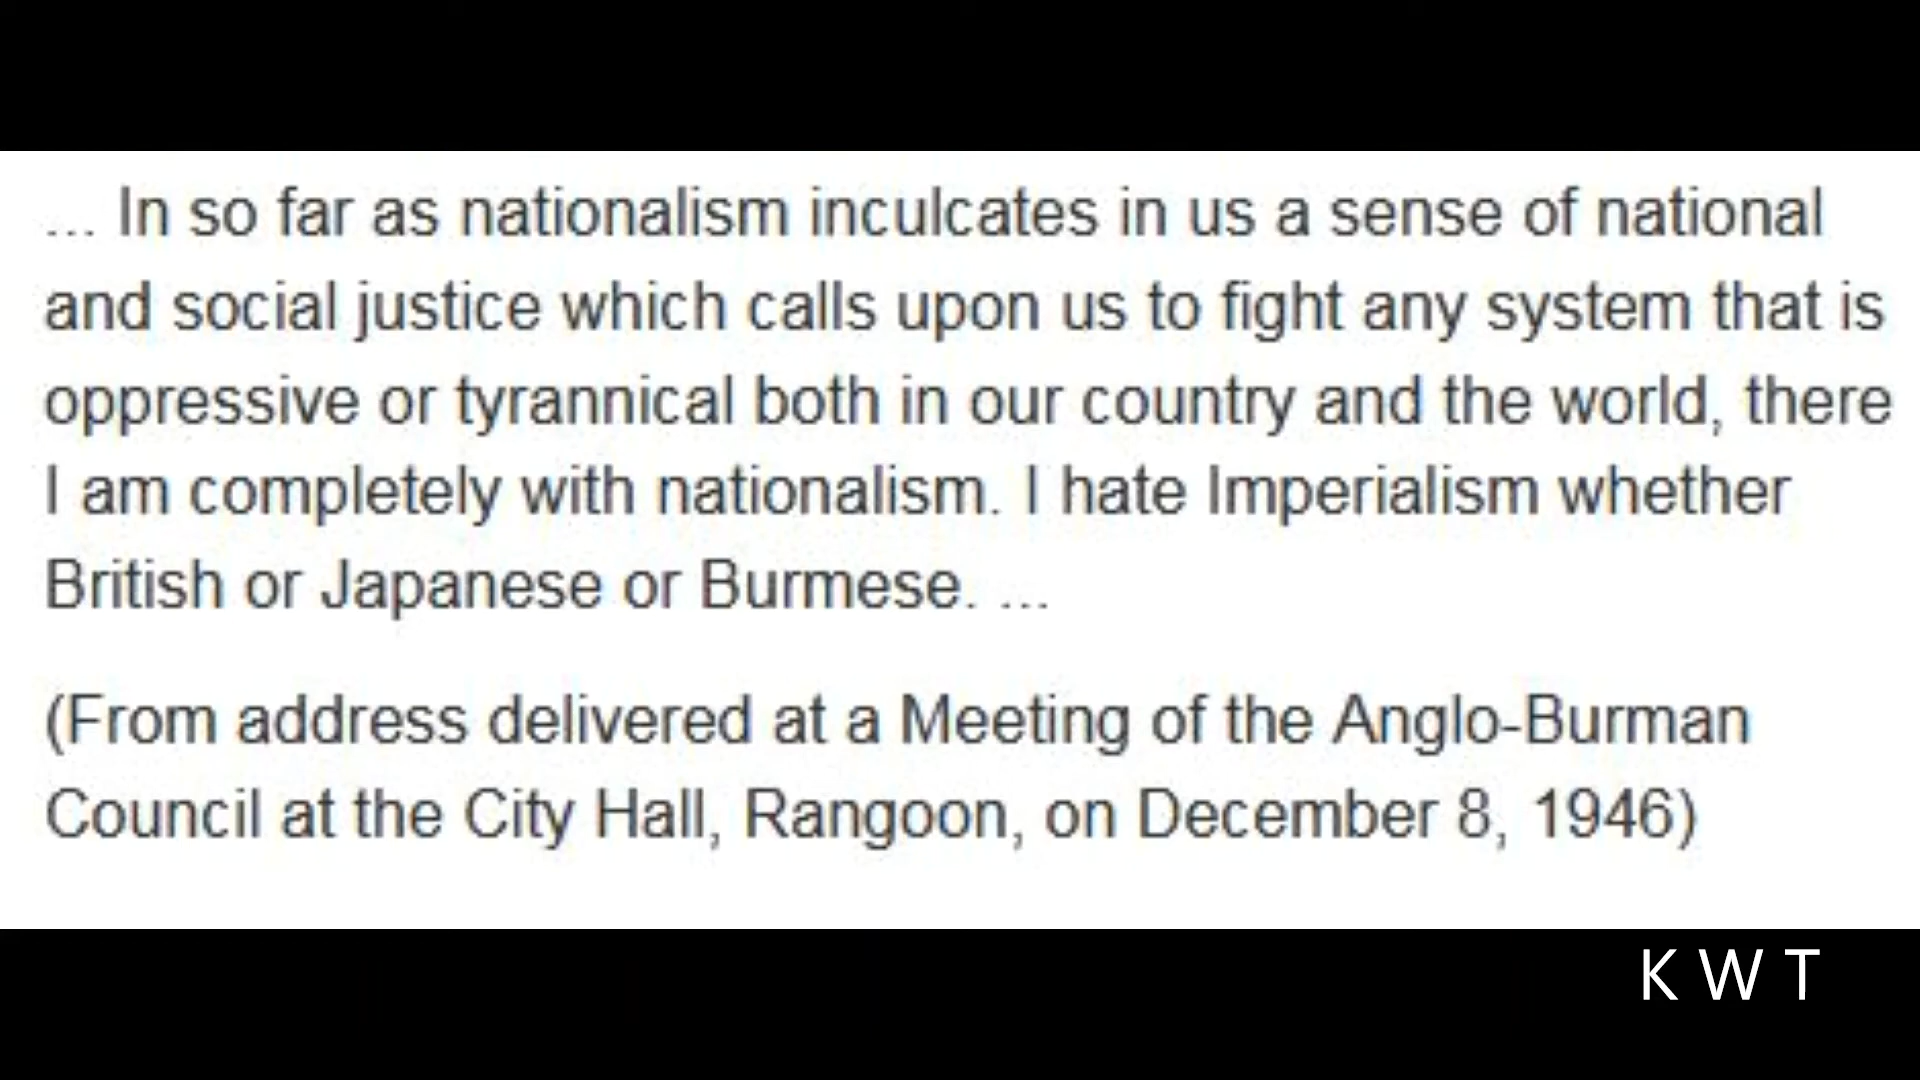 ... In so far as nationalism inculcates in us a sense of national
and social justice which calls upon us to fight any system that is
oppressive or tyrannical both in our country and the world, there
I am completely with nationalism. I hate Imperialism whether
British or Japanese or Burmese. ...
(From address delivered at a Meeting of the Anglo-Burman
Council at the City Hall, Rangoon, on December 8, 1946)
KWT